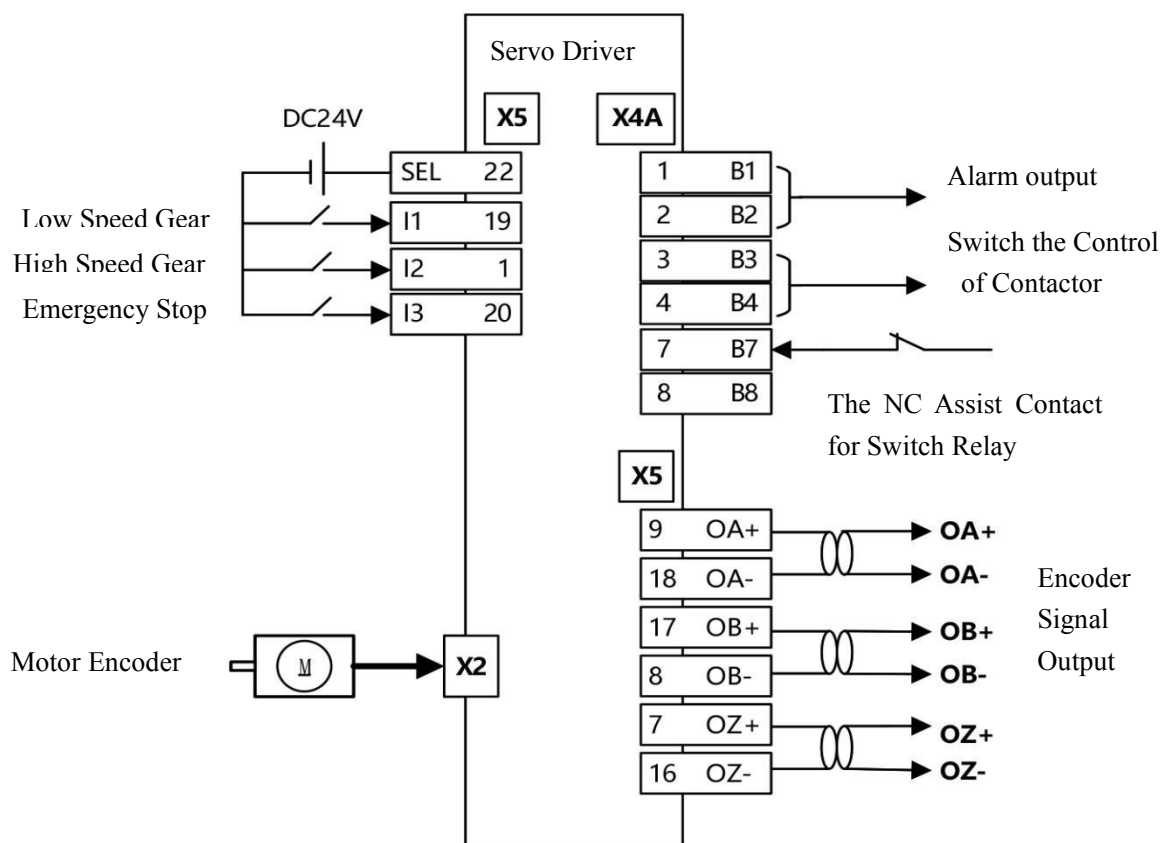 Servo Driver
X5
X4A
DC24V
SEL 22
Low Speed Gear
I1 19
High Speed Gear
I2 1
Emergency Stop
I3 20
1 B1
2 B2
Alarm output
3 B3
4 B4
Switch the Control
of Contactor
7 B7
8 B8
The NC Assist Contact
for Switch Relay
X5
9 OA+
OA+
18 OA-
OA-
17 OB+
OB+
8 OB-
OB-
7 OZ+
OZ+
16 OZ-
OZ-
Encoder
Signal
Output
Motor Encoder
M
X2